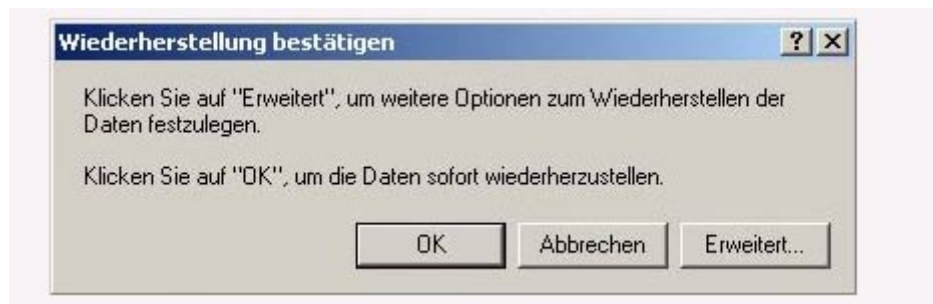 Wiederherstellung bestätigen
Klicken Sie auf "Erweitert", um weitere Optionen zum Wiederherstellen der
Daten festzulegen.
Klicken Sie auf "OK", um die Daten sofort wiederherzustellen.
OK Abbrechen Erweitert...